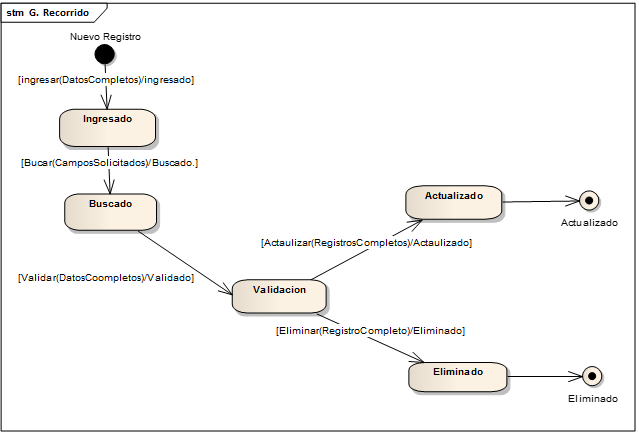 stm G. Recorrido
Nuevo Registro
[ingresar(DatosCompletos)/ingresado]
Ingresado
[Bucar(CamposSolicitados)/Buscado.]
Buscado
Actualizado
Actualizado
[Actaulizar(RegistrosCompletos)/Actaulizado]
[Validar(DatosCoompletos)/Validado]
Validacion
[Eliminar(RegistroCompleto)/Eliminado]
Eliminado
Eliminado